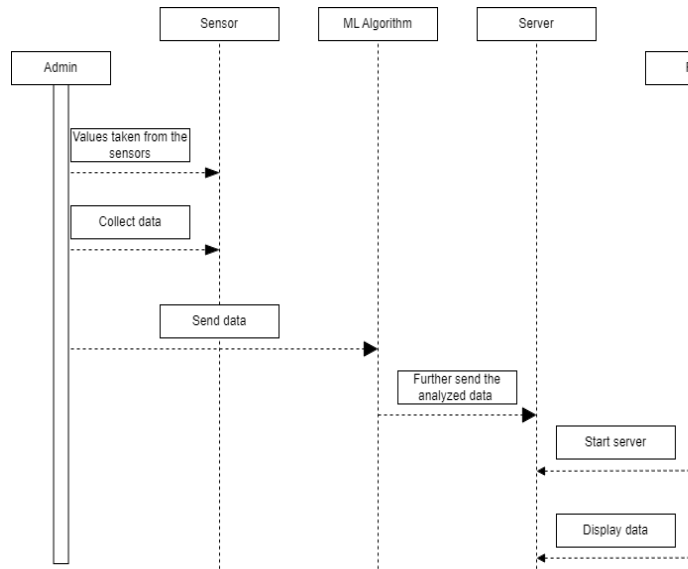 Sensor
ML Algorithm
Server
Admin
Values taken from the
sensors
Collect data
Send data
Further send the
analyzed data
Start server
Display data